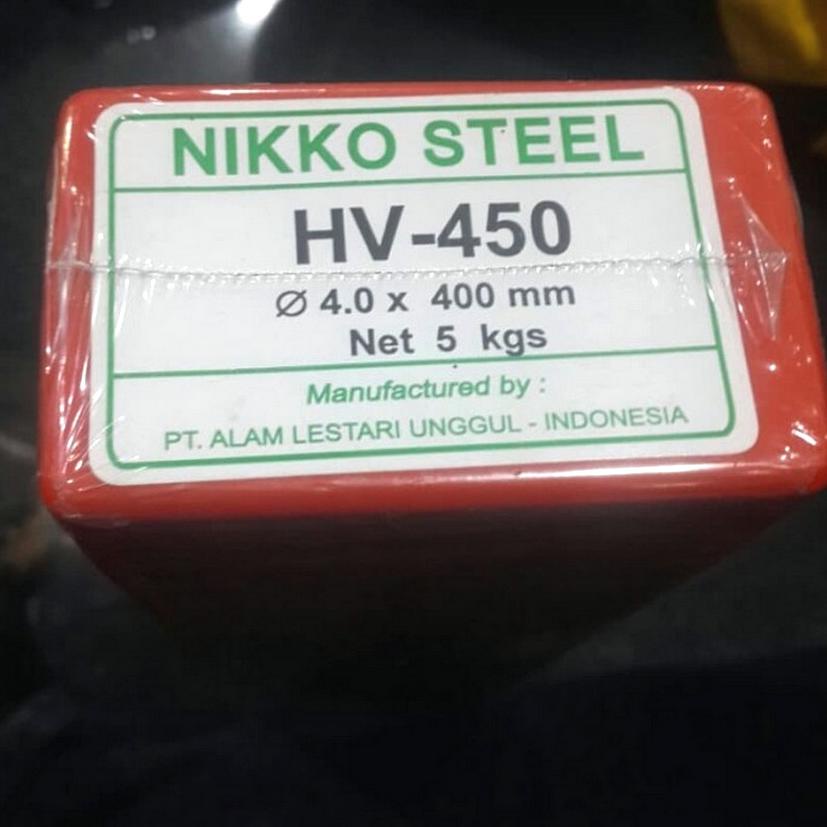 NIKKO STEEL
HV-450
Ø 4.0 x 400 mm
Net 5 kgs
Manufactured by :
PT. ALAM LESTARI UNGGUL - INDONESIA